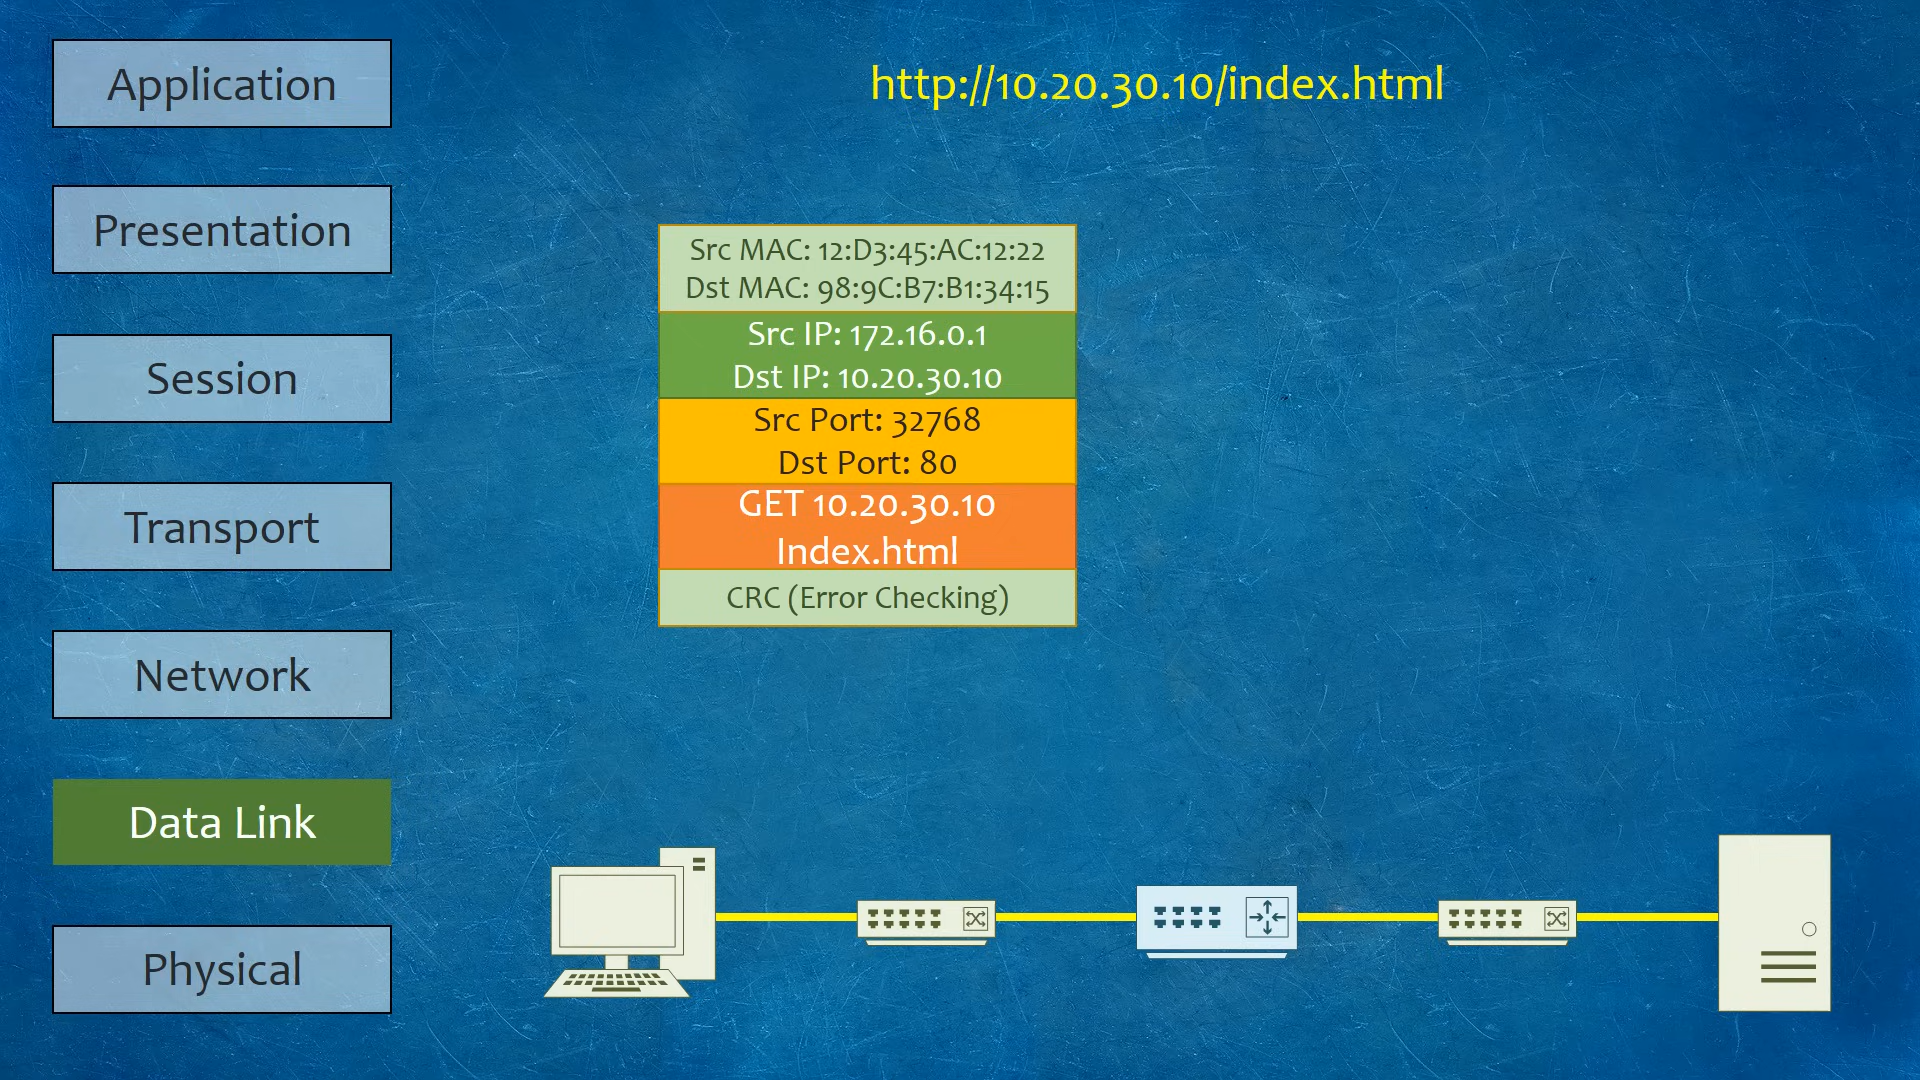 Application
http://10.20.30.10/index.html
Presentation
Session
Transport
Network
Data Link
Physical
Src MAC: 12:D3:45:AC:12:22
Dst MAC: 98:9C:B7:B1:34:15
Src IP: 172.16.0.1
Dst IP: 10.20.30.10
Src Port: 32768
Dst Port: 80
GET 10.20.30.10
Index.html
CRC (Error Checking)